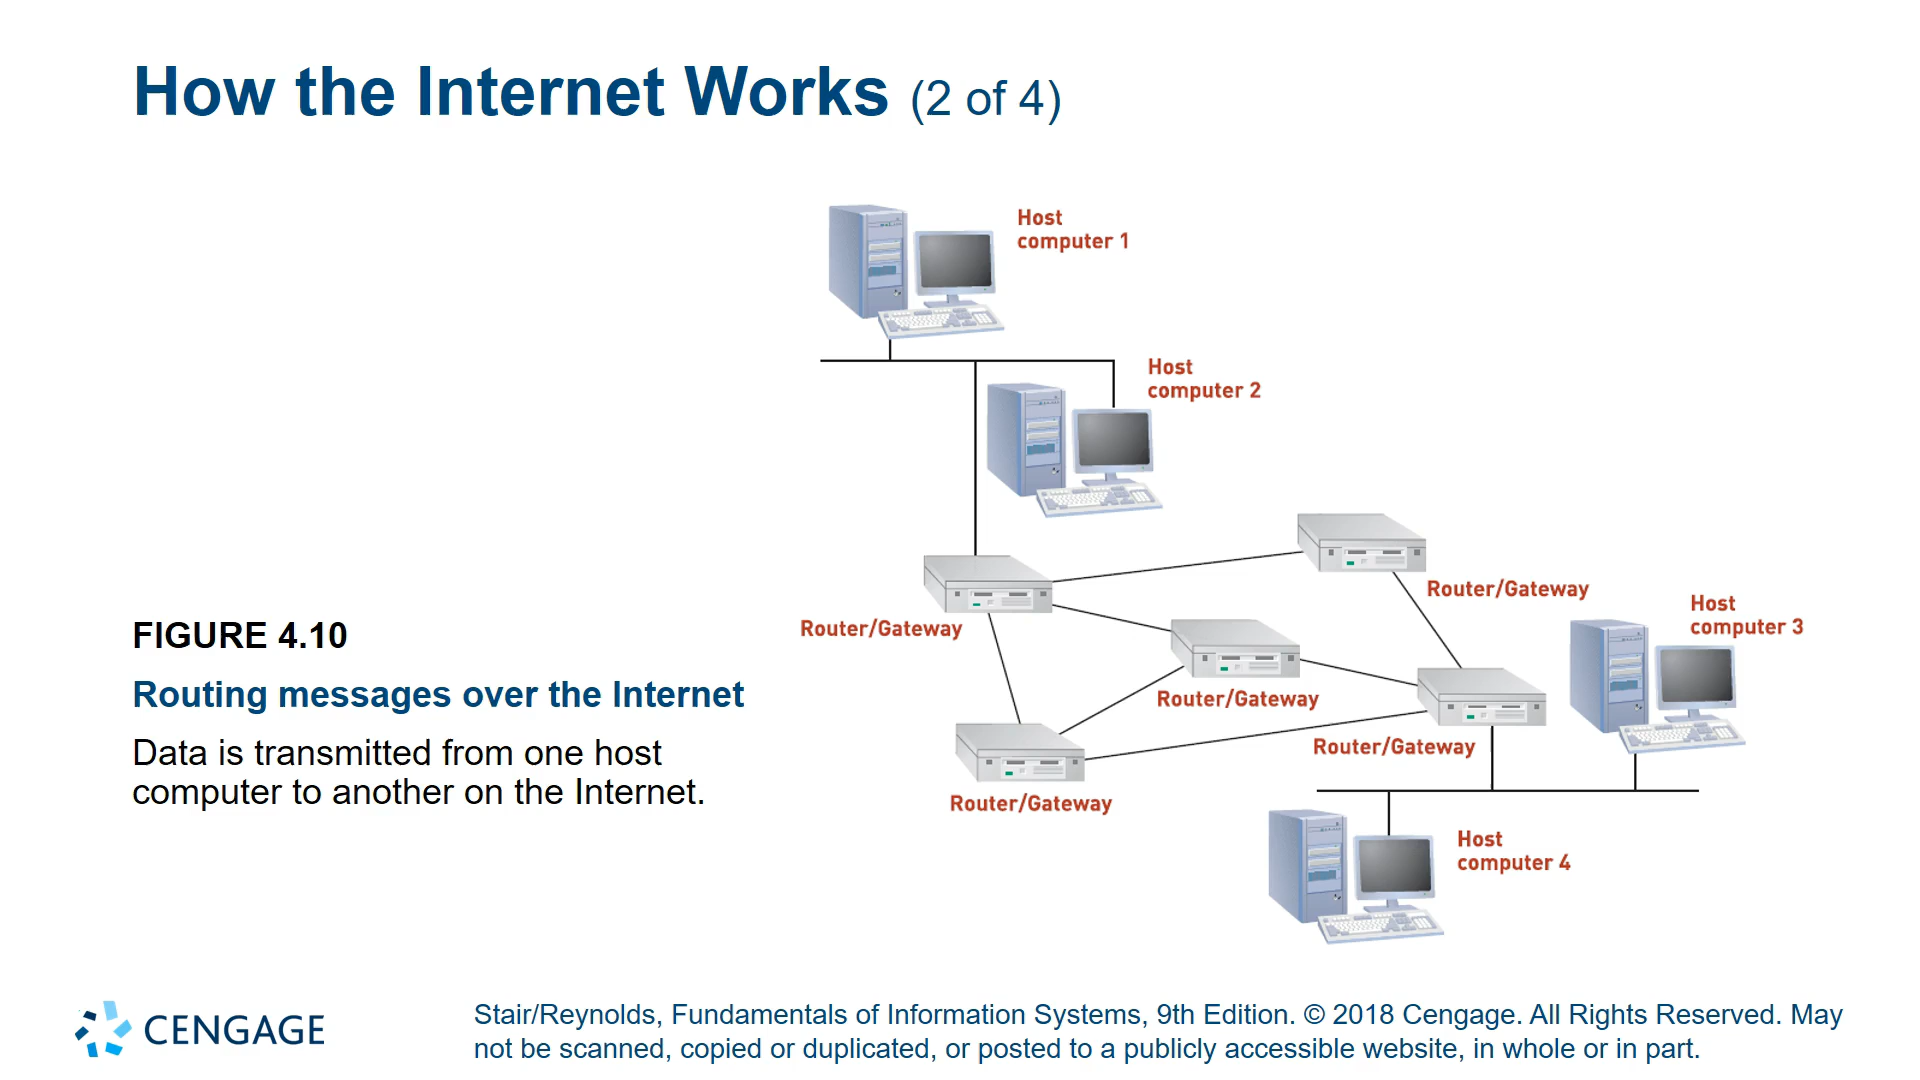 How the Internet Works (2 of 4)
Host
computer 1
Host
computer 2
Router/Gateway
Host
computer 3
Router/Gateway
Router/Gateway
Router/Gateway
Router/Gateway
Host
computer 4
FIGURE 4.10
Routing messages over the Internet
Data is transmitted from one host
computer to another on the Internet.
CENGAGE
Stair/Reynolds, Fundamentals of Information Systems, 9th Edition. © 2018 Cengage. All Rights Reserved. May
not be scanned, copied or duplicated, or posted to a publicly accessible website, in whole or in part.